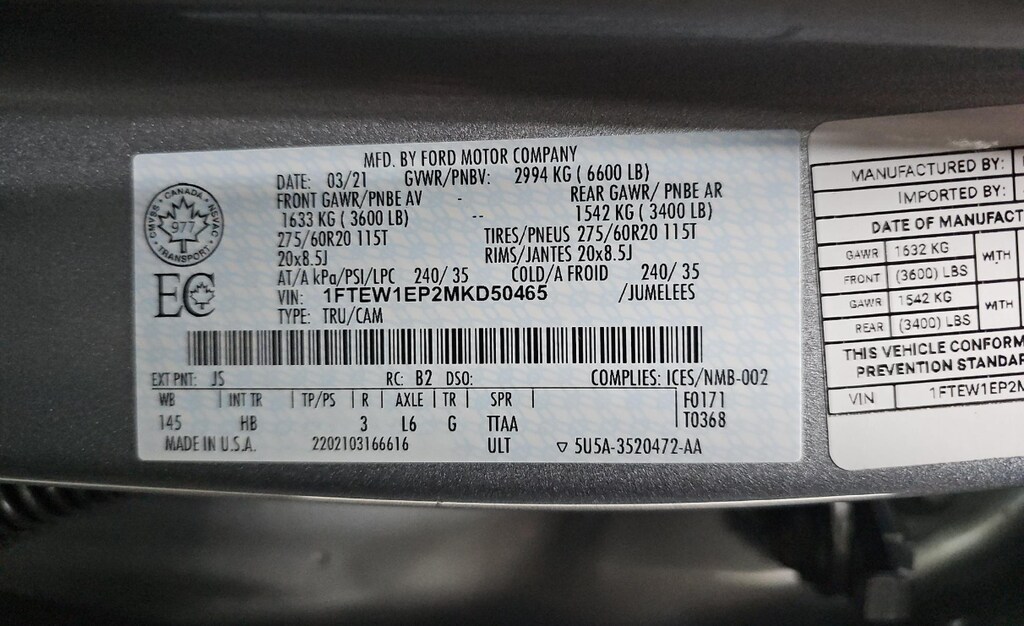 MFD. BY FORD MOTOR COMPANY
DATE: 03/21 GVWR/PNBV: 2994 KG ( 6600 LB)
FRONT GAWR/PNBE AV - REAR GAWR/ PNBE AR
1633 KG ( 3600 LB) -- 1542 KG ( 3400 LB)
275/60R20 115T TIRES/PNEUS 275/60R20 115T
20x8.5J RIMS/JANTES 20x8.5J
AT/A kPa/PSI/LPC 240/ 35 COLD/A FROID 240/ 35
VIN: 1FTEW1EP2MKD50465 /JUMELEES
TYPE: TRU/CAM
CANADA
CMVSS NSVAC
977
TRANSPORT
EC
EXT PNT: JS RC: B2 DSO: COMPLIES: ICES/NMB-002
WB | INT TR | TP/PS | R | AXLE | TR | SPR | F0171
145 HB 3 L6 G TTAA T0368
MADE IN U.S.A. 2202103166616 ULT ▽ 5U5A-3520472-AA
MANUFACTURED BY:
IMPORTED BY:
DATE OF MANUFACT
GAWR 1632 KG WITH
FRONT (3600) LBS
GAWR 1542 KG WITH
REAR (3400) LBS
THIS VEHICLE CONFORM
PREVENTION STANDAR
VIN 1FTEW1EP2M